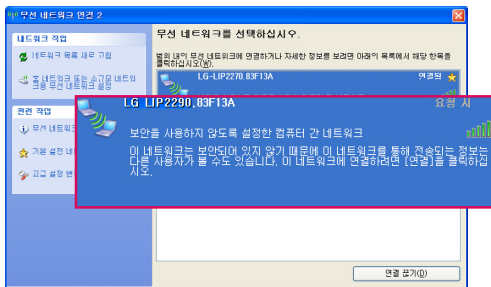 무선 네트워크 연결 2
네트워크 작업
네트워크 목록 새로 고침
홈 네트워크 또는 소규모 네트워
크용 무선 네트워크 설정
관련 작업
무선 네트워크
기본 설정 네
고급 설정 변
무선 네트워크를 선택하십시오.
범위 내의 무선 네트워크에 연결하거나 자세한 정보를 보려면 아래의 목록에서 해당 항목을
클릭하십시오(W).
LG-LIP2270.83F13A 연결됨
LG LIP2290.83F13A 요청 시
보안을 사용하지 않도록 설정한 컴퓨터 간 네트워크
이 네트워크는 보안되어 있지 않기 때문에 이 네트워크를 통해 전송되는 정보는
다른 사용자가 볼 수도 있습니다. 이 네트워크에 연결하려면 [연결]을 클릭하십
시오.
연결 끊기(D)